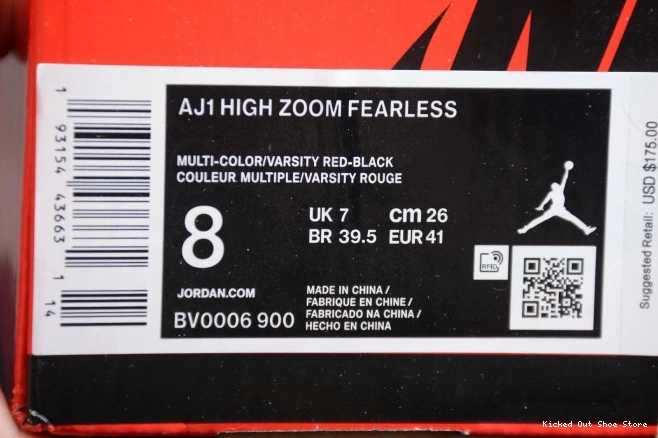 AJ1 HIGH ZOOM FEARLESS
MULTI-COLOR/VARSITY RED-BLACK
COULEUR MULTIPLE/VARSITY ROUGE
8
UK 7 cm 26
BR 39.5 EUR 41
RFID
JORDAN.COM
BV0006 900
MADE IN CHINA /
FABRIQUE EN CHINE /
FABRICADO NA CHINA /
HECHO EN CHINA
1 93154 43663 1 14
Suggested Retail: USD $175.00
Kicked Out Shoe Store